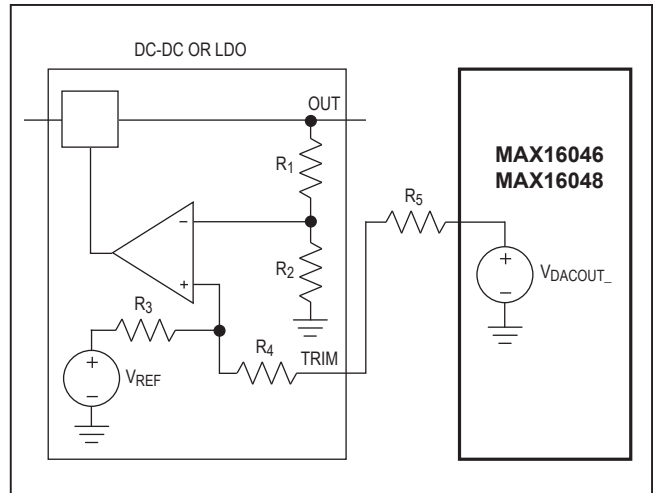 DC-DC OR LDO
OUT
R1
MAX16046
MAX16048
R5
–
R2
+
+
–
VDACOUT_
R3
R4
TRIM
+
–
VREF